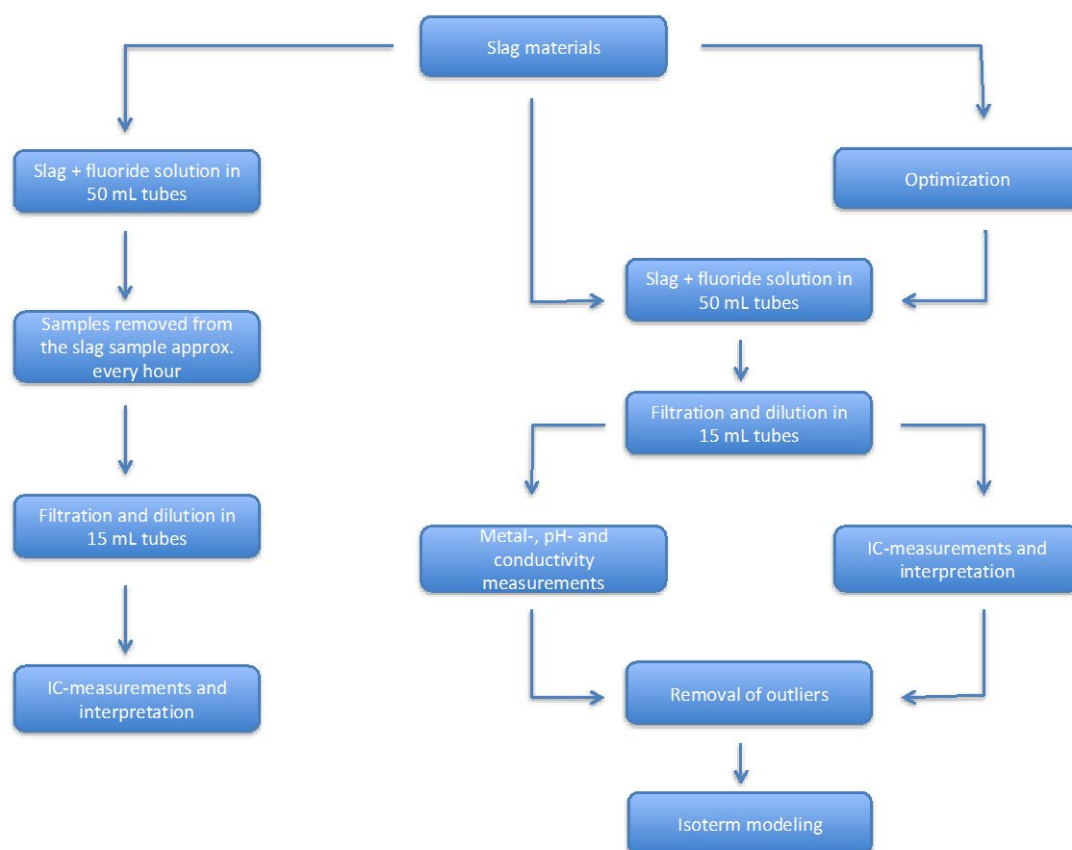 Slag materials
Slag + fluoride solution in
50 mL tubes
Samples removed from
the slag sample approx.
every hour
Filtration and dilution in
15 mL tubes
IC-measurements and
interpretation
Optimization
Slag + fluoride solution in
50 mL tubes
Filtration and dilution in
15 mL tubes
Metal-, pH- and
conductivity
measurements
IC-measurements and
interpretation
Removal of outliers
Isoterm modeling